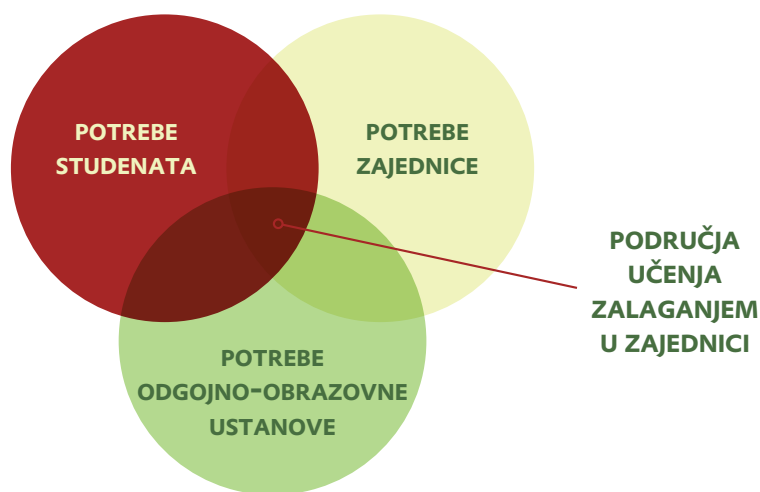 POTREBE
STUDENATA
POTREBE
ZAJEDNICE
PODRUČJA
UČENJA
ZALAGANJEM
U ZAJEDNICI
POTREBE
ODGOJNO-OBRAZOVNE
USTANOVE